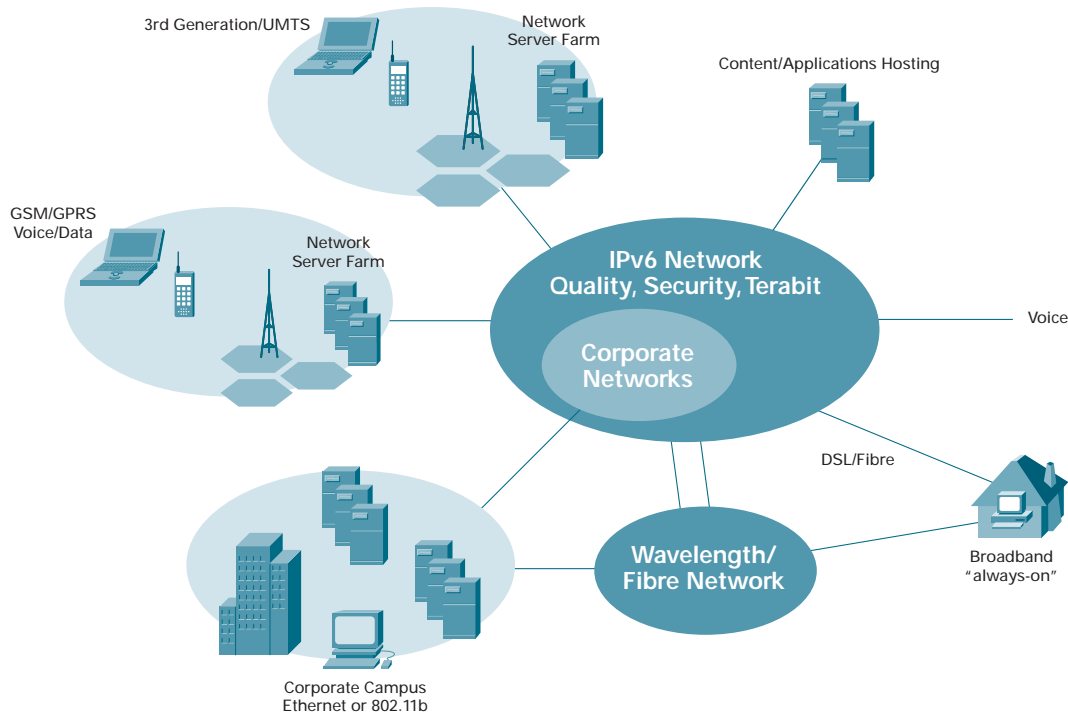 3rd Generation/UMTS
Network
Server Farm
Content/Applications Hosting
GSM/GPRS
Voice/Data
Network
Server Farm
IPv6 Network
Quality, Security, Terabit
Corporate
Networks
Voice
DSL/Fibre
Wavelength/
Fibre Network
Broadband
“always-on”
Corporate Campus
Ethernet or 802.11b